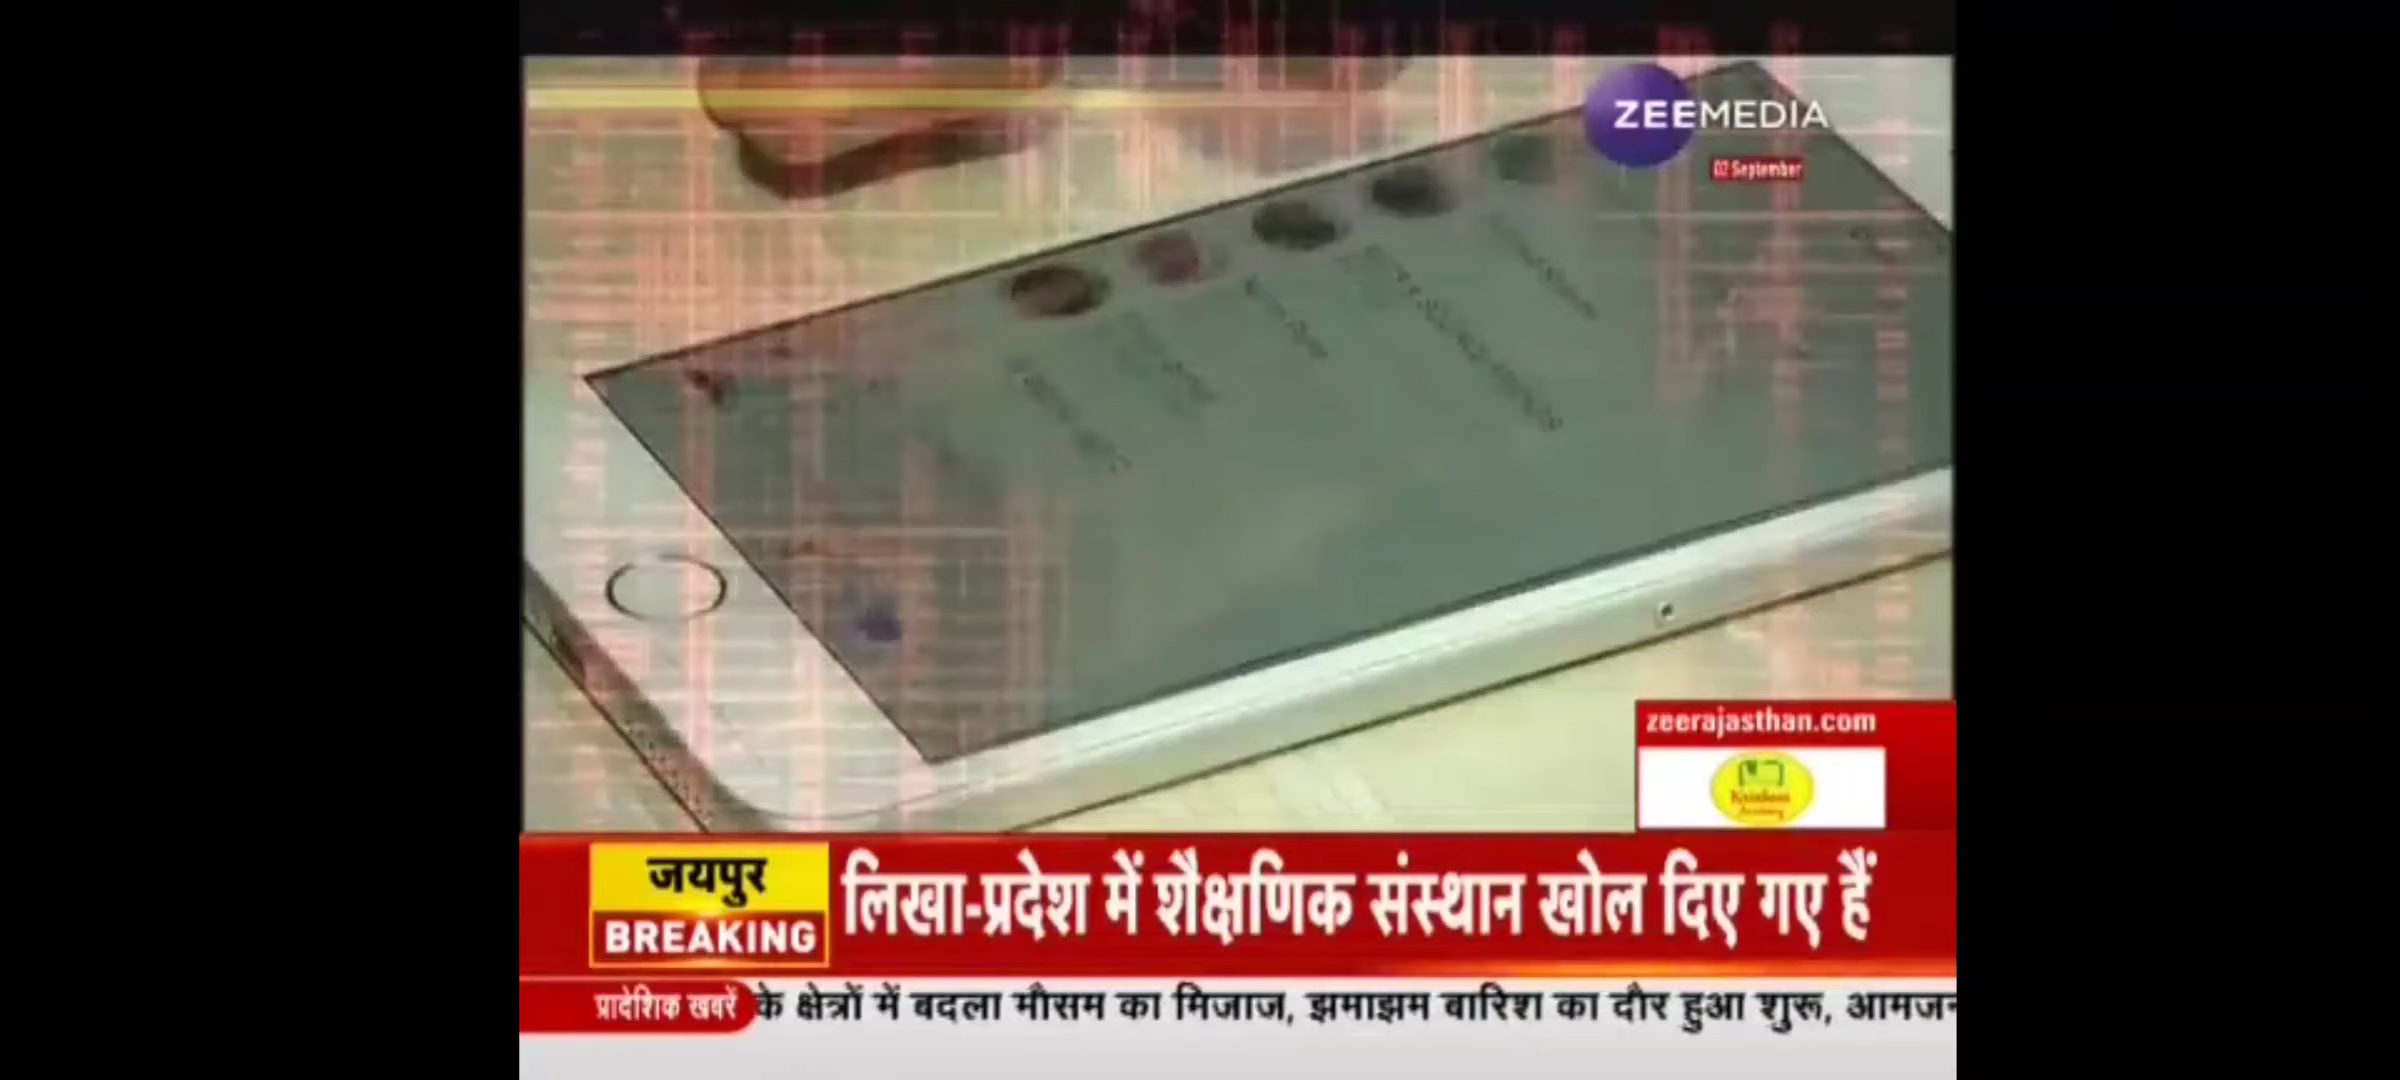 ZEEMEDIA
02 September
zeerajasthan.com
जयपुर
BREAKING
लिखा-प्रदेश में शैक्षणिक संस्थान खोल दिए गए हैं
प्रादेशिक खबरें
के क्षेत्रों में बदला मौसम का मिजाज, झमाझम बारिश का दौर हुआ शुरू, आमजन